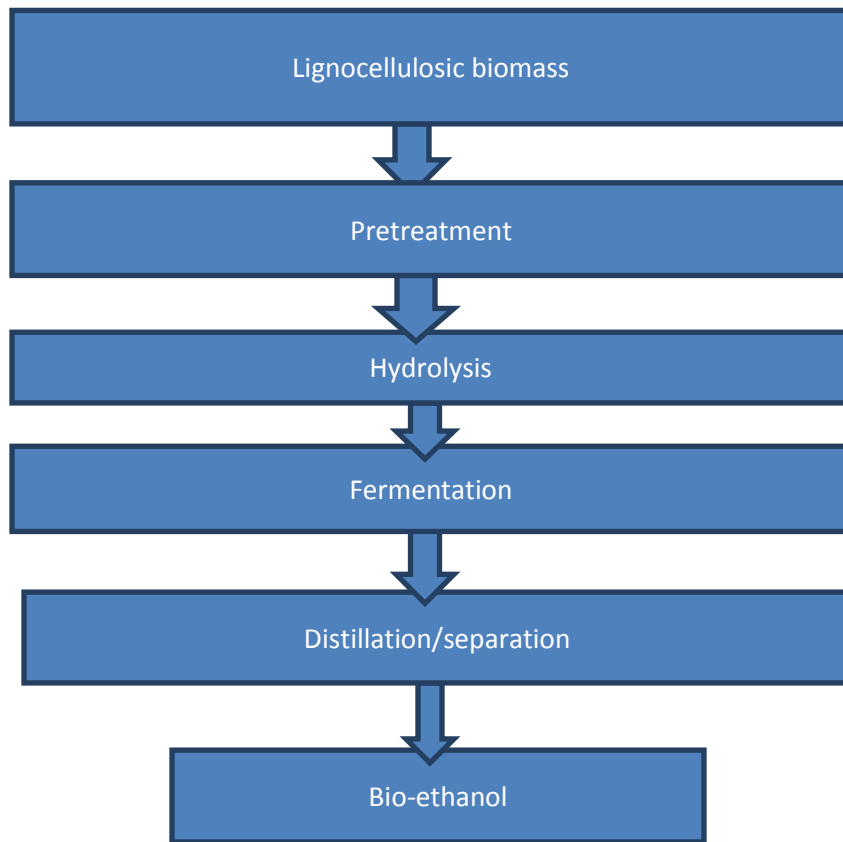 Lignocellulosic biomass
Pretreatment
Hydrolysis
Fermentation
Distillation/separation
Bio-ethanol